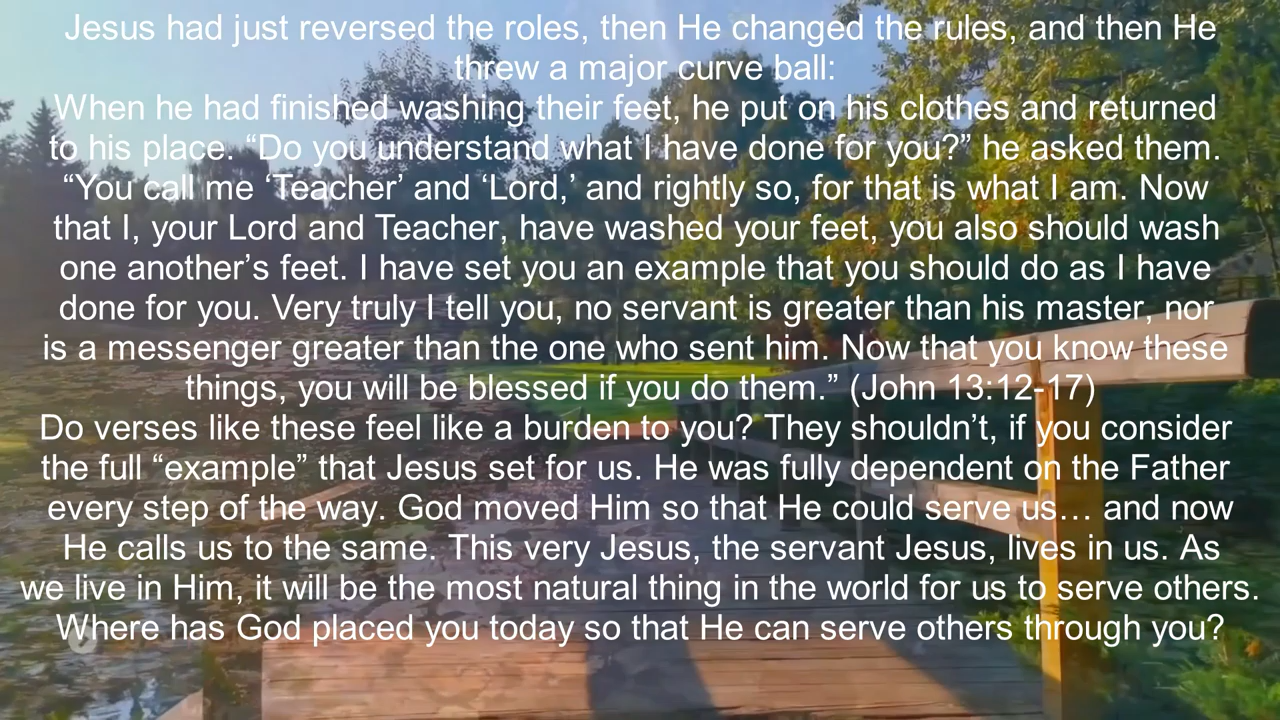 Jesus had just reversed the roles, then He changed the rules, and then He
threw a major curve ball:
When he had finished washing their feet, he put on his clothes and returned
to his place. “Do you understand what I have done for you?” he asked them.
“You call me ‘Teacher’ and ‘Lord,’ and rightly so, for that is what I am. Now
that I, your Lord and Teacher, have washed your feet, you also should wash
one another’s feet. I have set you an example that you should do as I have
done for you. Very truly I tell you, no servant is greater than his master, nor
is a messenger greater than the one who sent him. Now that you know these
things, you will be blessed if you do them.” (John 13:12-17)
Do verses like these feel like a burden to you? They shouldn’t, if you consider
the full “example” that Jesus set for us. He was fully dependent on the Father
every step of the way. God moved Him so that He could serve us… and now
He calls us to the same. This very Jesus, the servant Jesus, lives in us. As
we live in Him, it will be the most natural thing in the world for us to serve others.
Where has God placed you today so that He can serve others through you?